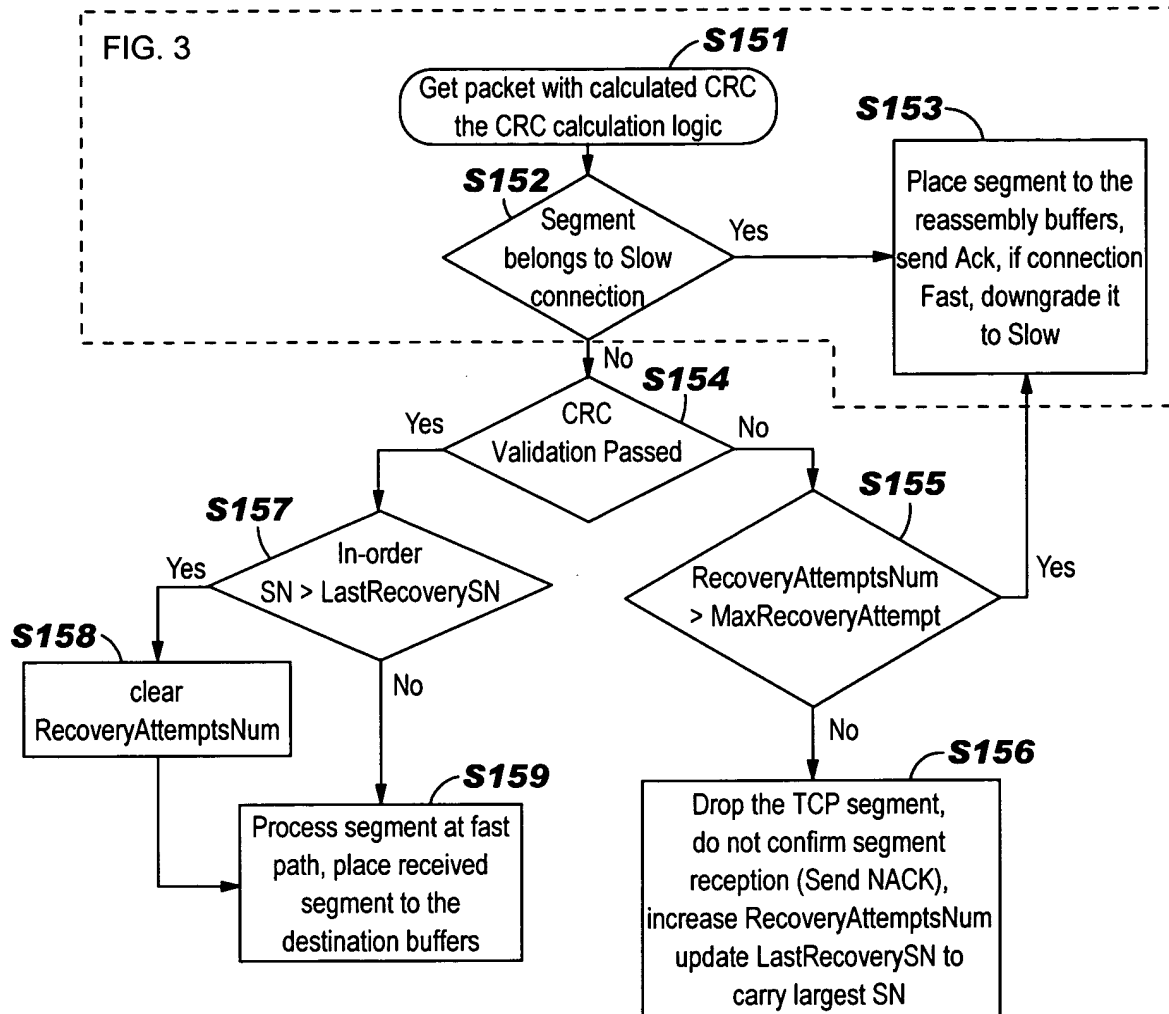 FIG. 3
S151
Get packet with calculated CRC
the CRC calculation logic
S152
Segment
belongs to Slow
connection
Yes
S153
Place segment to the
reassembly buffers,
send Ack, if connection
Fast, downgrade it
to Slow
No
S154
CRC
Validation Passed
Yes
No
S157
In-order
SN > LastRecoverySN
Yes
No
S155
RecoveryAttemptsNum
> MaxRecoveryAttempt
Yes
No
S158
clear
RecoveryAttemptsNum
S159
Process segment at fast
path, place received
segment to the
destination buffers
S156
Drop the TCP segment,
do not confirm segment
reception (Send NACK),
increase RecoveryAttemptsNum
update LastRecoverySN to
carry largest SN